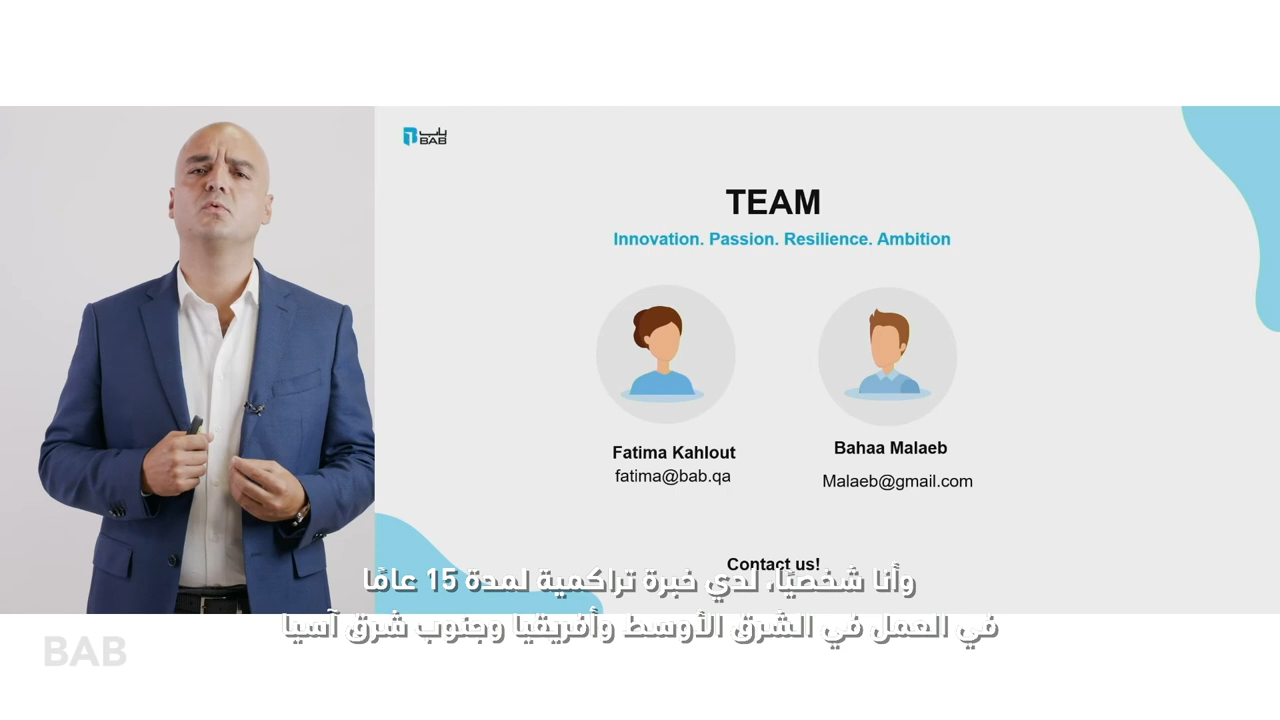 باب
BAB
TEAM
Innovation. Passion. Resilience. Ambition
Fatima Kahlout
fatima@bab.qa
Bahaa Malaeb
Malaeb@gmail.com
Contact us!
وأنا شخصيًا، لدي خبرة تراكمية لمدة 15 عامًا
في العمل في الشرق الأوسط وأفريقيا وجنوب شرق آسيا
BAB